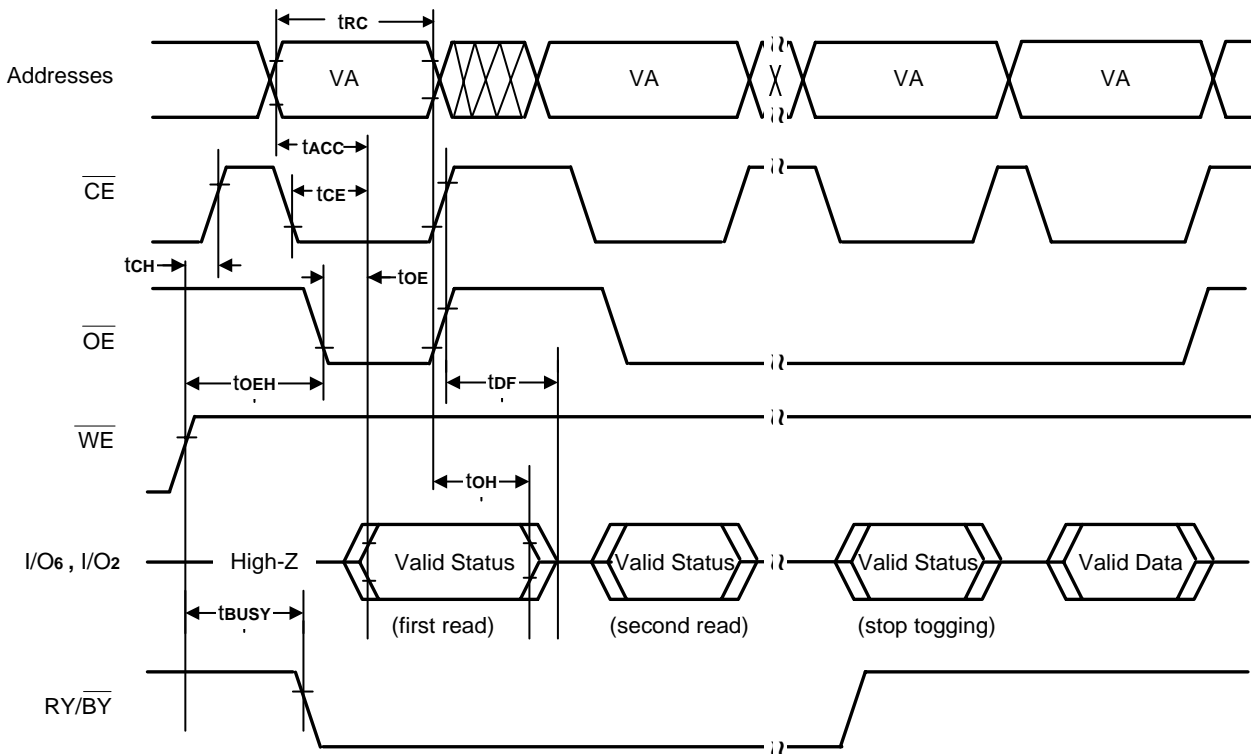 tRC
Addresses VA VA X VA VA
tACC
CE tCE
tCH tOE
OE
tOEH tDF
WE
tOH
I/O6 , I/O2 High-Z Valid Status Valid Status Valid Status Valid Data
tBUSY
(first read) (second read) (stop togging)
RY/BY